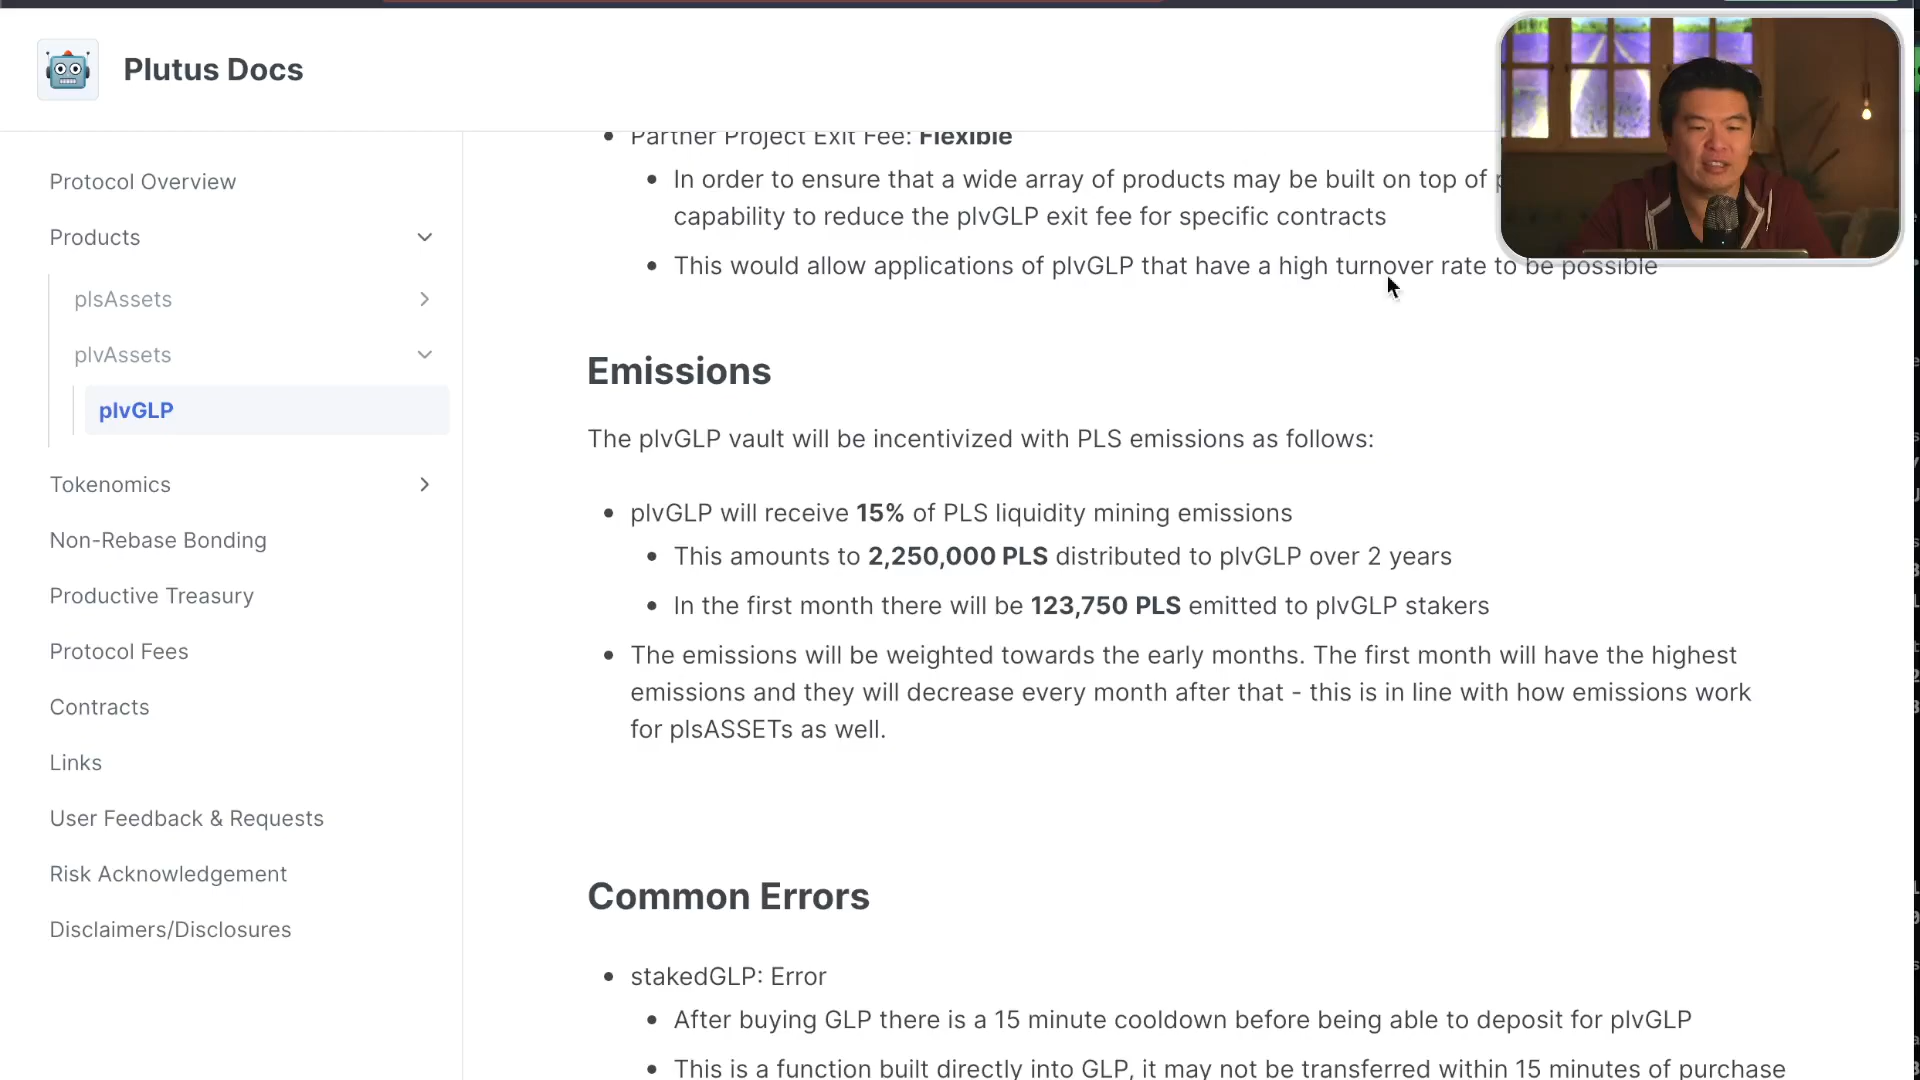 Plutus Docs
Protocol Overview
Products
plsAssets
plvAssets
plvGLP
Tokenomics
Non-Rebase Bonding
Productive Treasury
Protocol Fees
Contracts
Links
User Feedback & Requests
Risk Acknowledgement
Disclaimers/Disclosures
Partner Project Exit Fee: Flexible
In order to ensure that a wide array of products may be built on top of
capability to reduce the plvGLP exit fee for specific contracts
This would allow applications of plvGLP that have a high turnover rate to be possible
Emissions
The plvGLP vault will be incentivized with PLS emissions as follows:
plvGLP will receive 15% of PLS liquidity mining emissions
This amounts to 2,250,000 PLS distributed to plvGLP over 2 years
In the first month there will be 123,750 PLS emitted to plvGLP stakers
The emissions will be weighted towards the early months. The first month will have the highest
emissions and they will decrease every month after that - this is in line with how emissions work
for plsASSETs as well.
Common Errors
stakedGLP: Error
After buying GLP there is a 15 minute cooldown before being able to deposit for plvGLP
This is a function built directly into GLP, it may not be transferred within 15 minutes of purchase